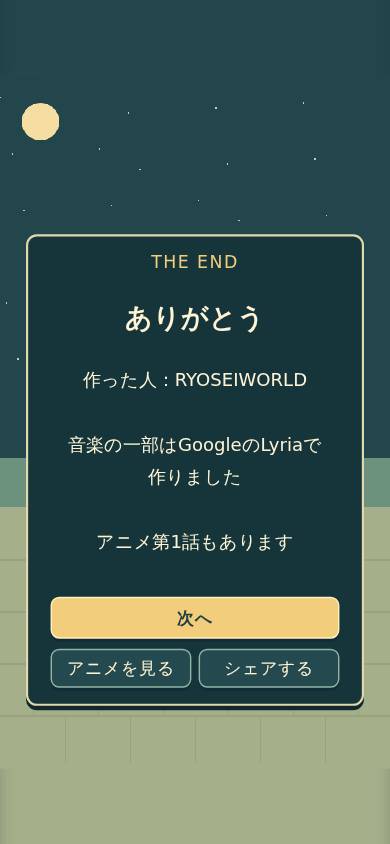 THE END
ありがとう
作った人：RYOSEIWORLD
音楽の一部はGoogleのLyriaで
作りました
アニメ第1話もあります
次へ
アニメを見る
シェアする